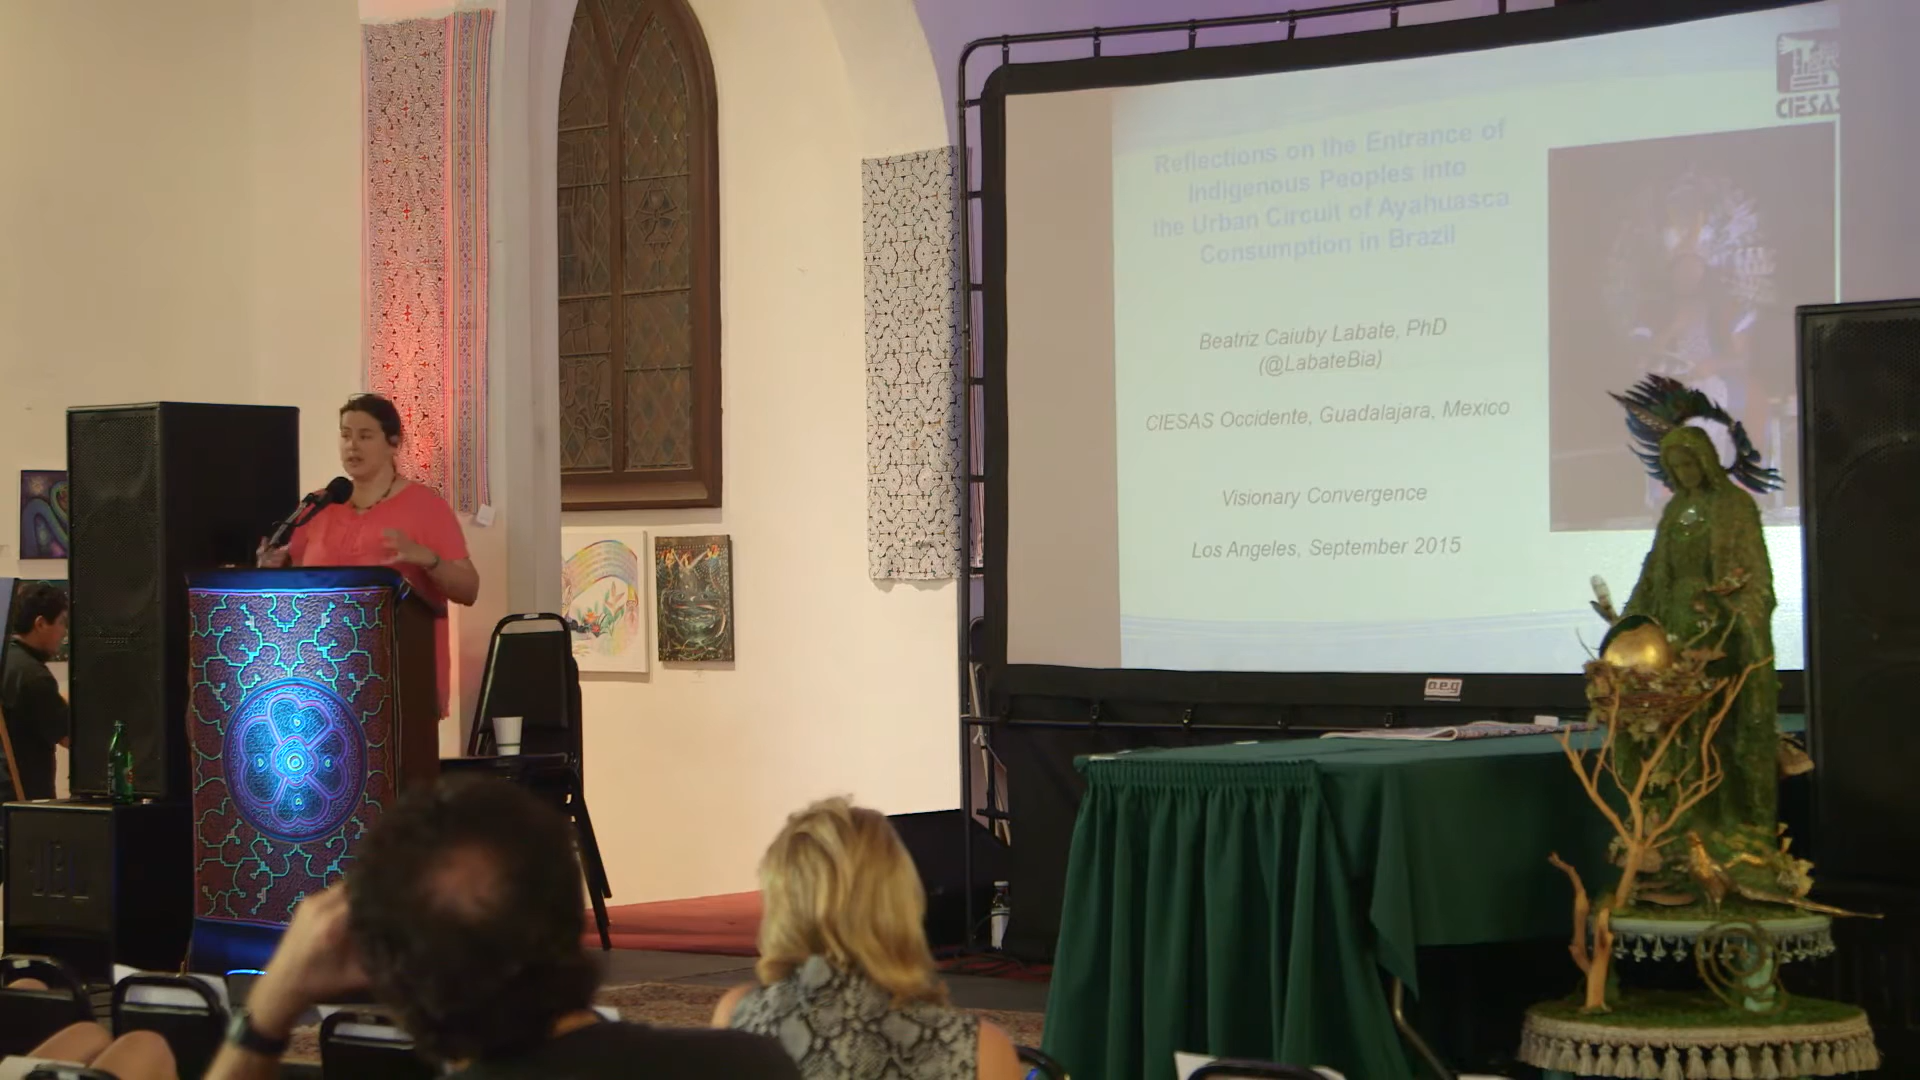 CIESAS
Reflections on the Entrance of
Indigenous Peoples into
the Urban Circuit of Ayahuasca
Consumption in Brazil
Beatriz Caiuby Labate, PhD
(@LabateBia)
CIESAS Occidente, Guadalajara, Mexico
Visionary Convergence
Los Angeles, September 2015
a.e.g
JBL